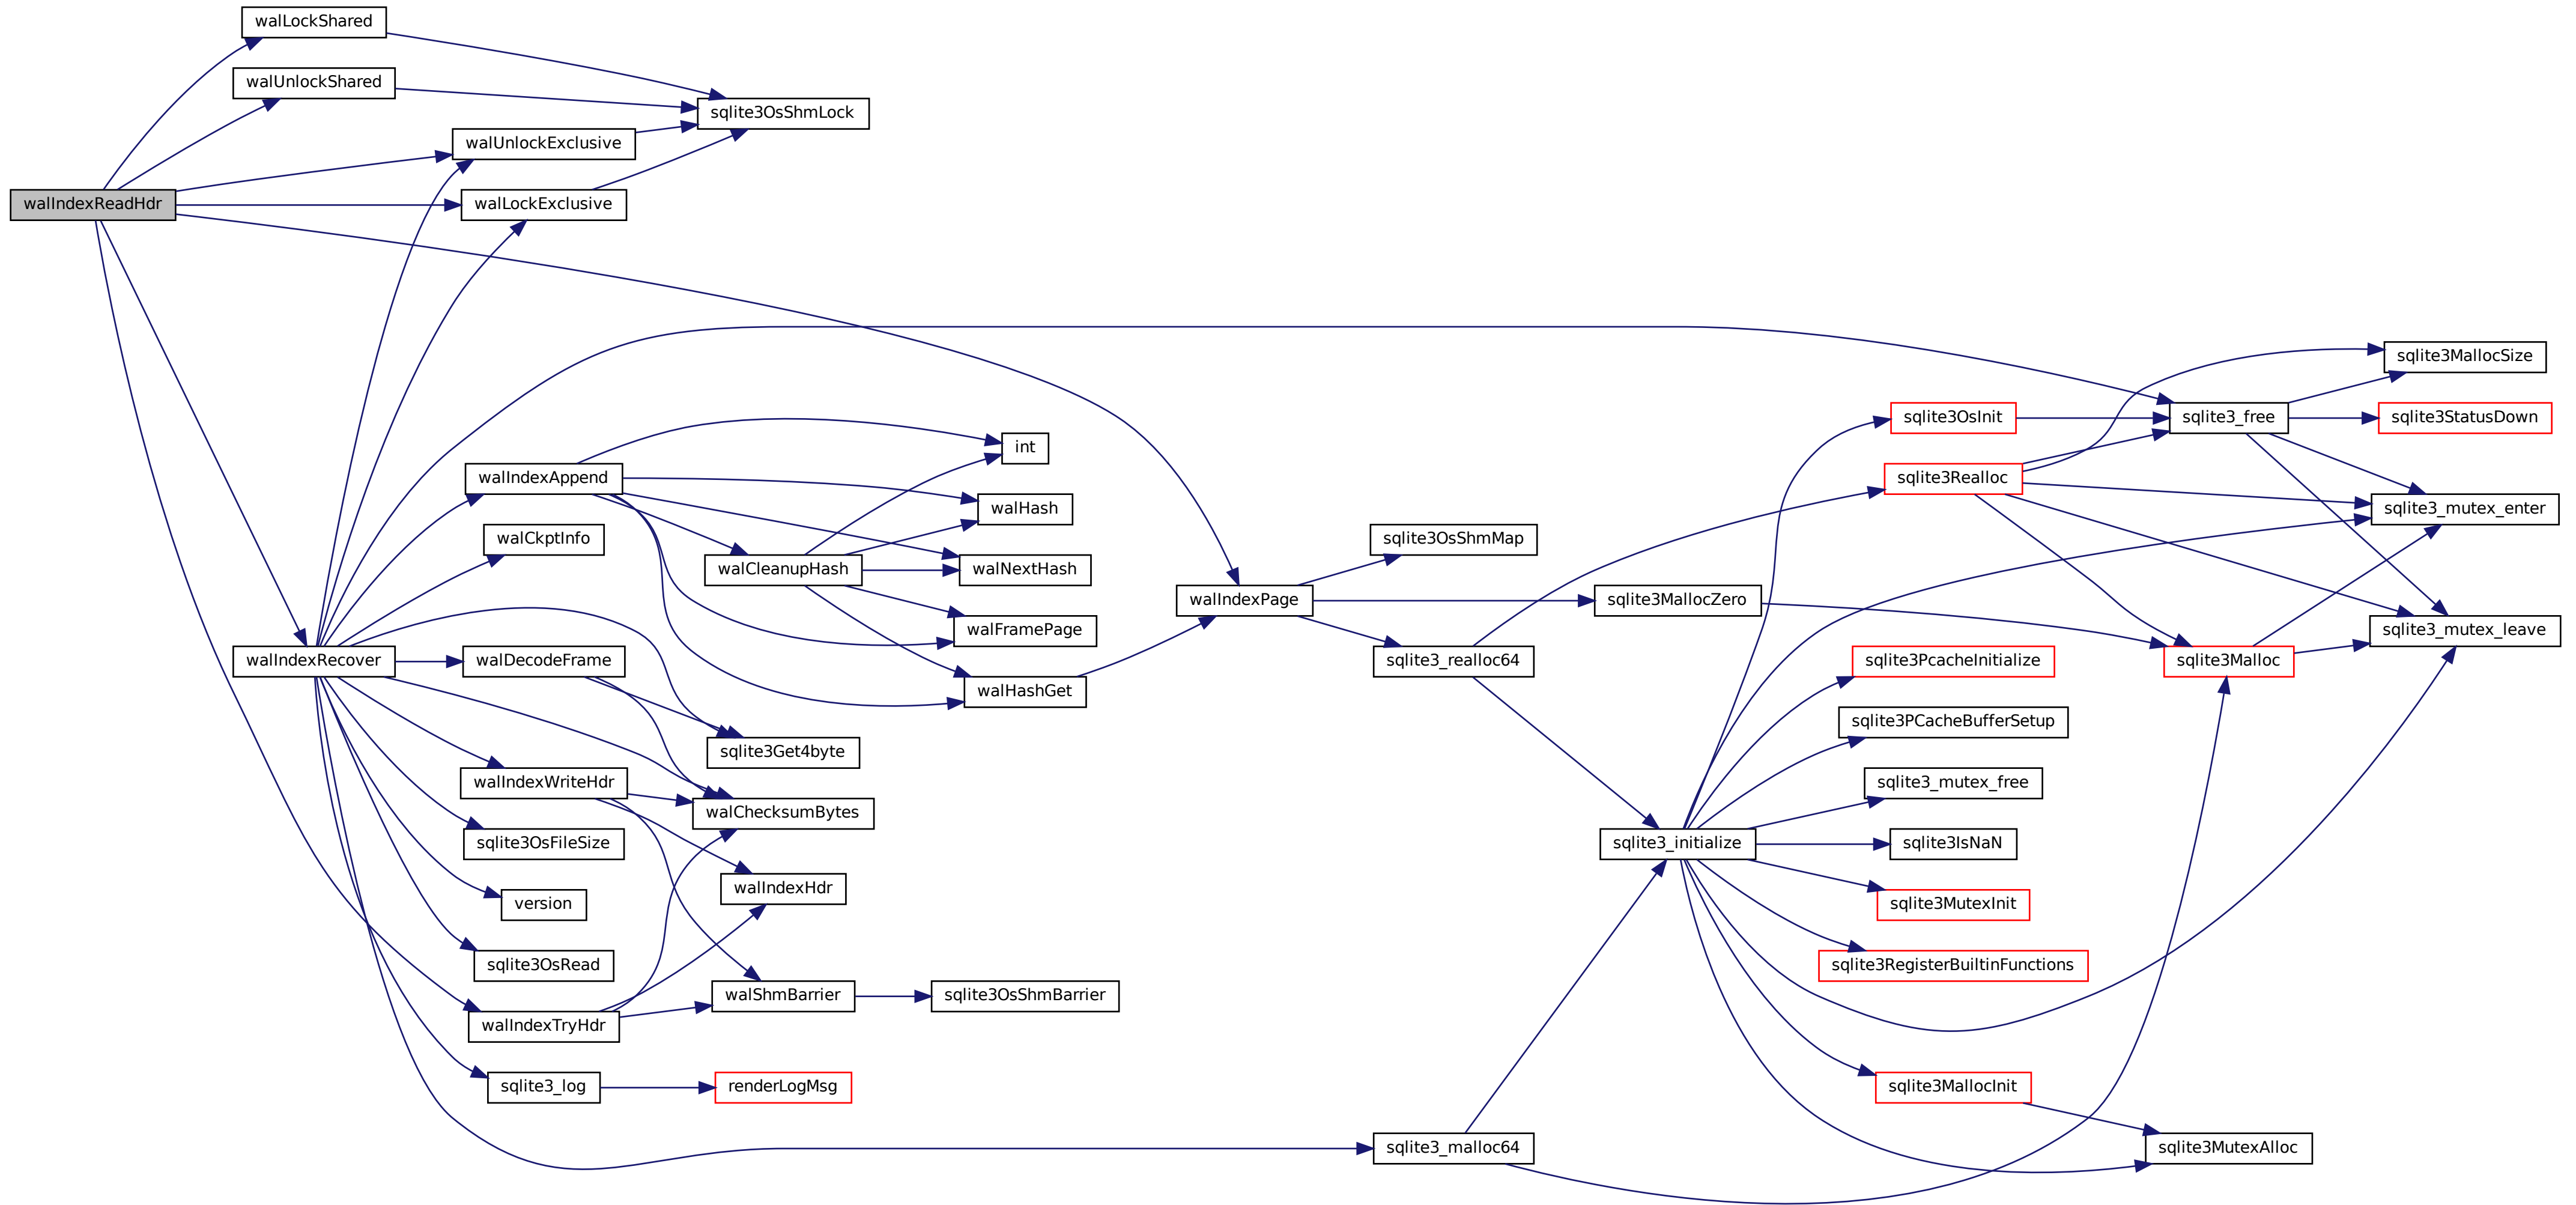 walLockShared
walUnlockShared
sqlite3OsShmLock
walUnlockExclusive
walIndexReadHdr
walLockExclusive
sqlite3MallocSize
sqlite3OsInit
sqlite3_free
sqlite3StatusDown
int
walIndexAppend
sqlite3Realloc
walHash
sqlite3_mutex_enter
walCkptInfo
sqlite3OsShmMap
walCleanupHash
walNextHash
walIndexPage
sqlite3MallocZero
walFramePage
sqlite3_mutex_leave
walIndexRecover
walDecodeFrame
sqlite3_realloc64
sqlite3PcacheInitialize
sqlite3Malloc
walHashGet
sqlite3PCacheBufferSetup
sqlite3Get4byte
walIndexWriteHdr
sqlite3_mutex_free
walChecksumBytes
sqlite3OsFileSize
sqlite3_initialize
sqlite3IsNaN
walIndexHdr
version
sqlite3MutexInit
sqlite3OsRead
sqlite3RegisterBuiltinFunctions
walShmBarrier
sqlite3OsShmBarrier
walIndexTryHdr
sqlite3_log
renderLogMsg
sqlite3MallocInit
sqlite3_malloc64
sqlite3MutexAlloc